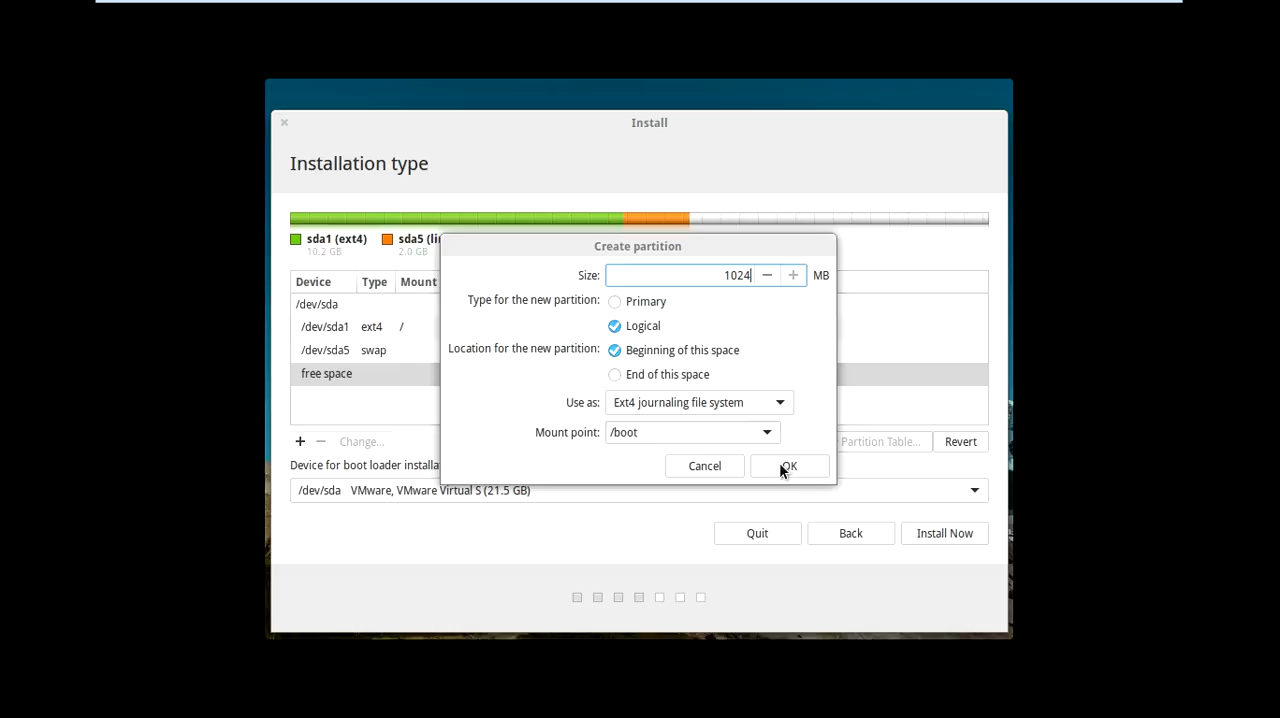 Install
Installation type
sda1 (ext4)
10.2 GB
sda5 (li
2.0 GB
Create partition
Size: 1024 MB
Type for the new partition: Primary
Logical
Location for the new partition: Beginning of this space
End of this space
Use as: Ext4 journaling file system
Mount point: /boot
Cancel OK
Device Type Mount
/dev/sda
/dev/sda1 ext4 /
/dev/sda5 swap
free space
+ − Change... Partition Table... Revert
Device for boot loader installa
/dev/sda VMware, VMware Virtual S (21.5 GB)
Quit Back Install Now